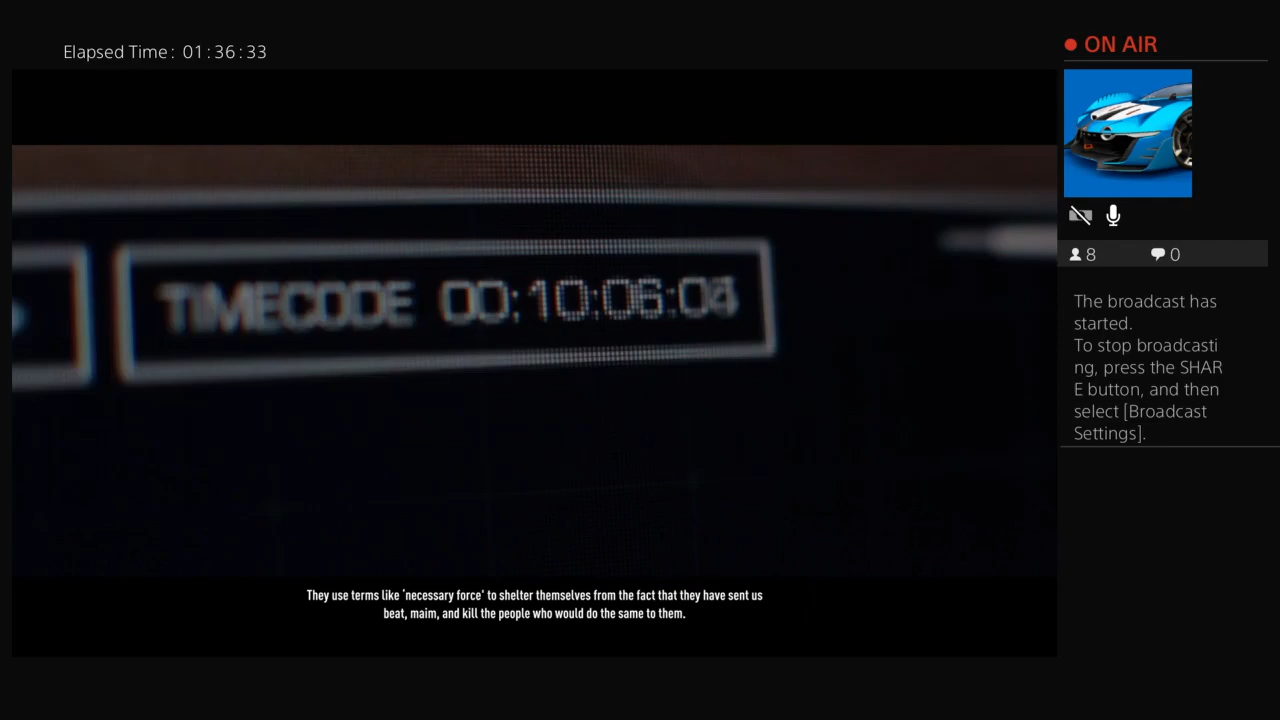 Elapsed Time: 01:36:33
ON AIR
TIMECODE 00:10:06:04
8
0
The broadcast has
started.
To stop broadcasti
ng, press the SHAR
E button, and then
select [Broadcast
Settings].
They use terms like 'necessary force' to shelter themselves from the fact that they have sent us
beat, maim, and kill the people who would do the same to them.